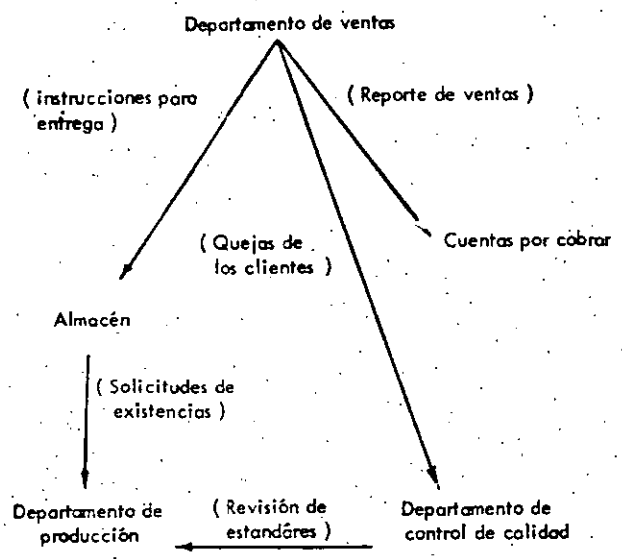 Departamento de ventas
( instrucciones para
entrega )
( Reporte de ventas )
( Quejas de
los clientes )
Cuentas por cobrar
Almacén
( Solicitudes de
existencias )
Departamento de
producción
( Revisión de
estandáres )
Departamento de
control de calidad